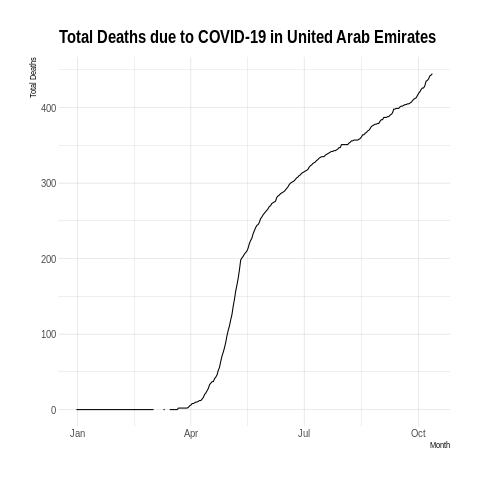 Total Deaths due to COVID-19 in United Arab Emirates
Total Deaths
400
300
200
100
0
Jan Apr Jul Oct
Month